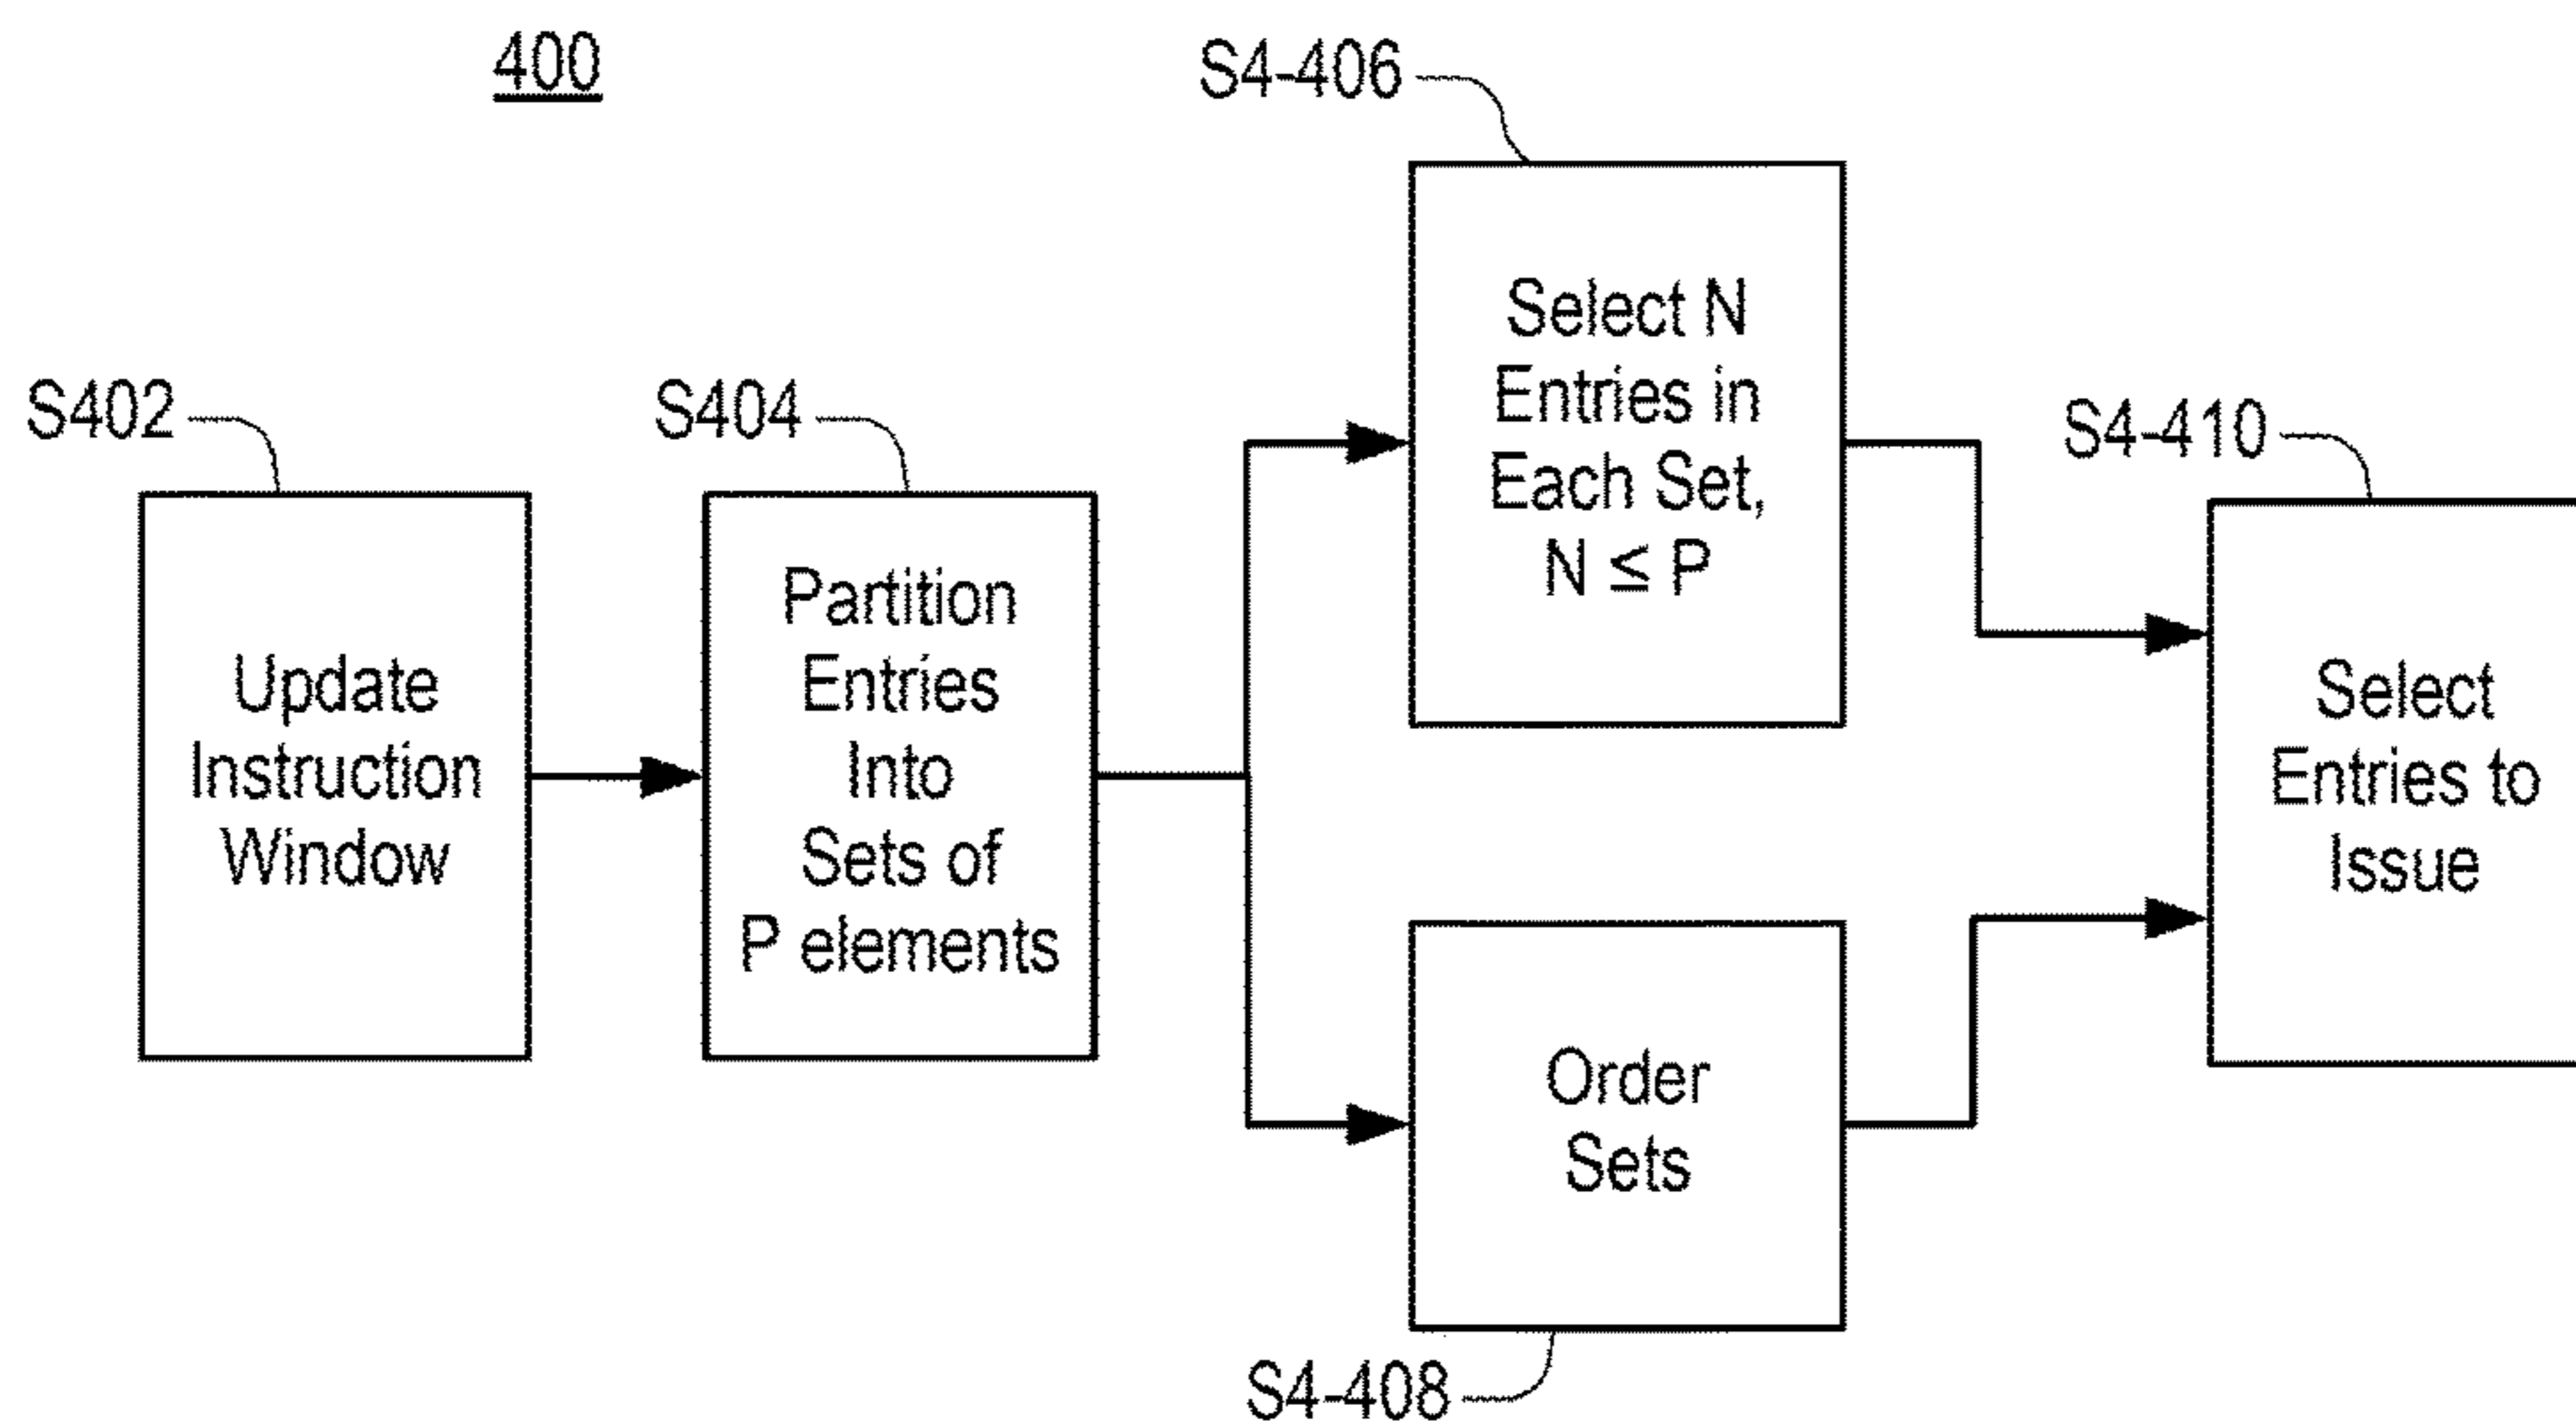 400
S402
Update
Instruction
Window
S404
Partition
Entries
Into
Sets of
P elements
S4-406
Select N
Entries in
Each Set,
N ≤ P
Order
Sets
S4-408
S4-410
Select
Entries to
Issue